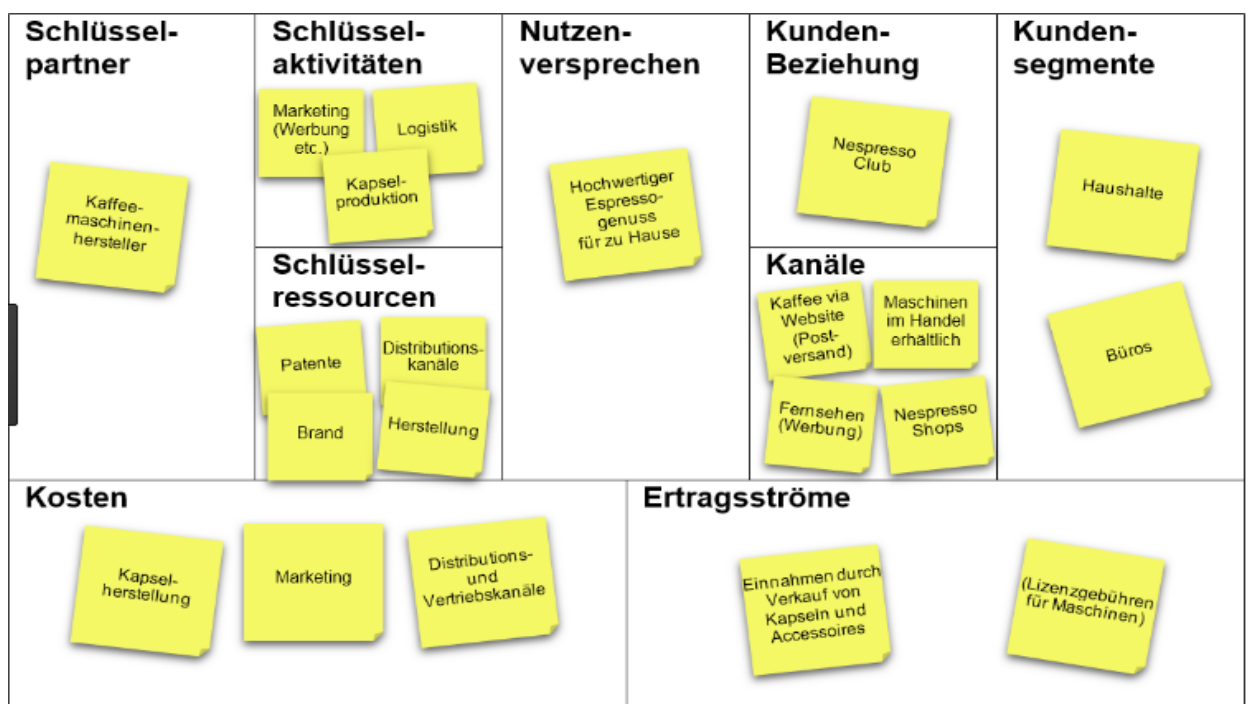 Schlüssel-
partner
Kaffee-
maschinen-
hersteller
Schlüssel-
aktivitäten
Marketing
(Werbung
etc.)
Logistik
Kapsel-
produktion
Schlüssel-
ressourcen
Patente
Distributions-
kanäle
Brand
Herstellung
Nutzen-
versprechen
Hochwertiger
Espresso-
genuss
für zu Hause
Kunden-
Beziehung
Nespresso
Club
Kanäle
Kaffee via
Website
(Post-
versand)
Maschinen
im Handel
erhältlich
Fernsehen
(Werbung)
Nespresso
Shops
Kunden-
segmente
Haushalte
Büros
Kosten
Kapsel-
herstellung
Marketing
Distributions-
und
Vertriebskanäle
Ertragsströme
Einnahmen durch
Verkauf von
Kapseln und
Accessoires
(Lizenzgebühren
für Maschinen)